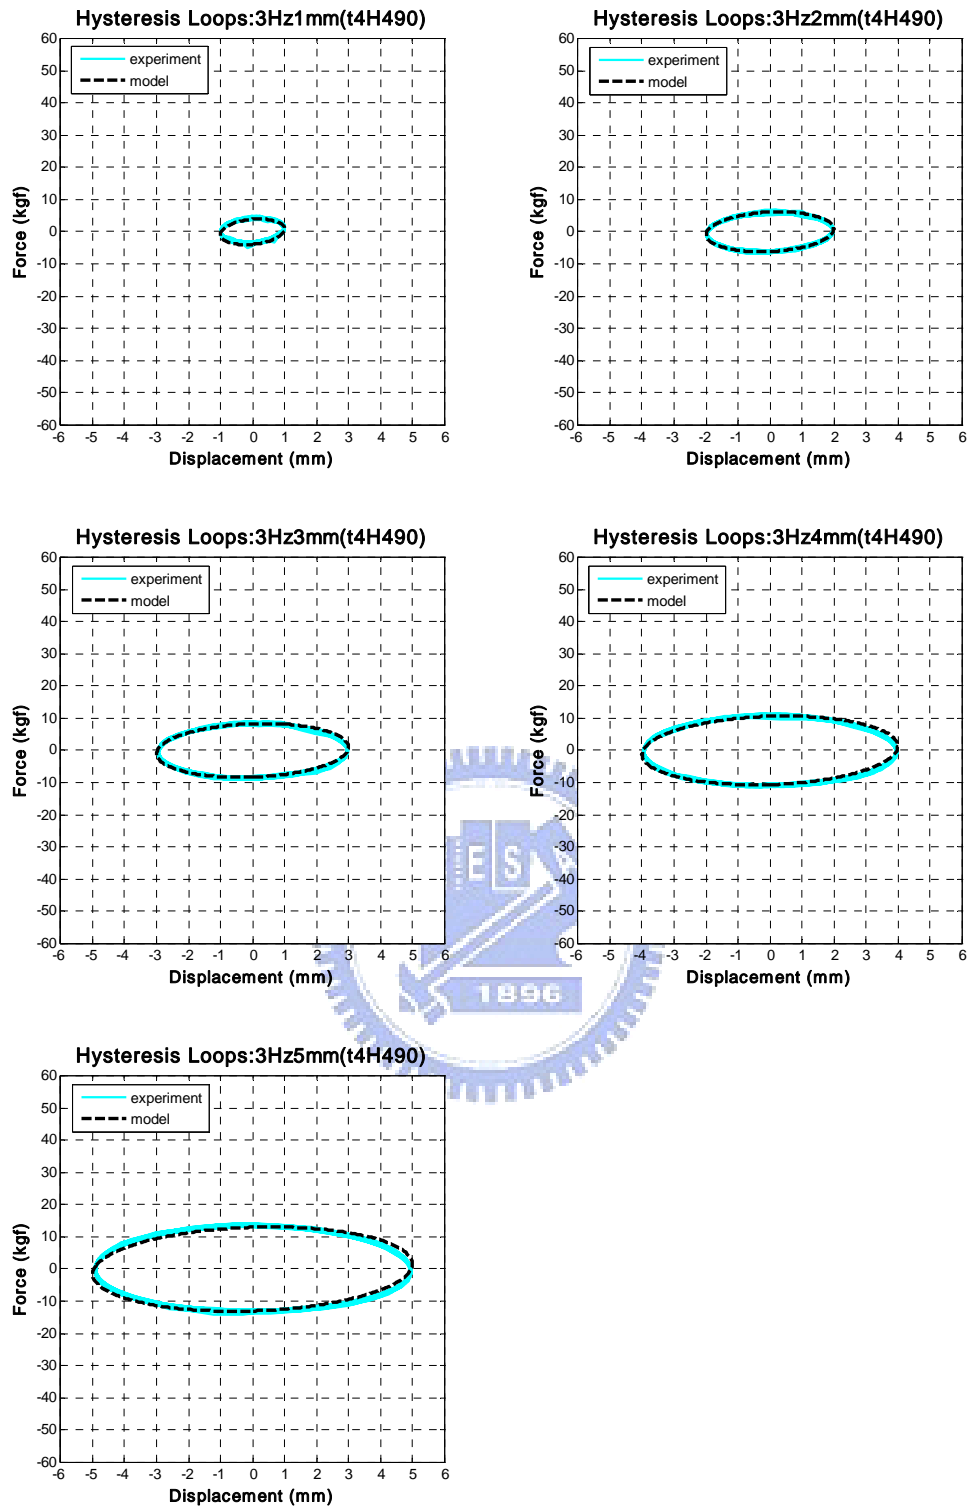 Hysteresis Loops:3Hz1mm(t4H490)
60
50
40
30
20
10
0
-10
-20
-30
-40
-50
-60
Force (kgf)
experiment
model
-6 -5 -4 -3 -2 -1 0 1 2 3 4 5 6
Displacement (mm)
Hysteresis Loops:3Hz2mm(t4H490)
60
50
40
30
20
10
0
-10
-20
-30
-40
-50
-60
Force (kgf)
experiment
model
-6 -5 -4 -3 -2 -1 0 1 2 3 4 5 6
Displacement (mm)
Hysteresis Loops:3Hz3mm(t4H490)
60
50
40
30
20
10
0
-10
-20
-30
-40
-50
-60
Force (kgf)
experiment
model
-6 -5 -4 -3 -2 -1 0 1 2 3 4 5 6
Displacement (mm)
Hysteresis Loops:3Hz4mm(t4H490)
60
50
40
30
20
10
0
-10
-20
-30
-40
-50
-60
Force (kgf)
experiment
model
-6 -5 -4 -3 -2 -1 0 1 2 3 4 5 6
Displacement (mm)
E S
1896
Hysteresis Loops:3Hz5mm(t4H490)
60
50
40
30
20
10
0
-10
-20
-30
-40
-50
-60
Force (kgf)
experiment
model
-6 -5 -4 -3 -2 -1 0 1 2 3 4 5 6
Displacement (mm)